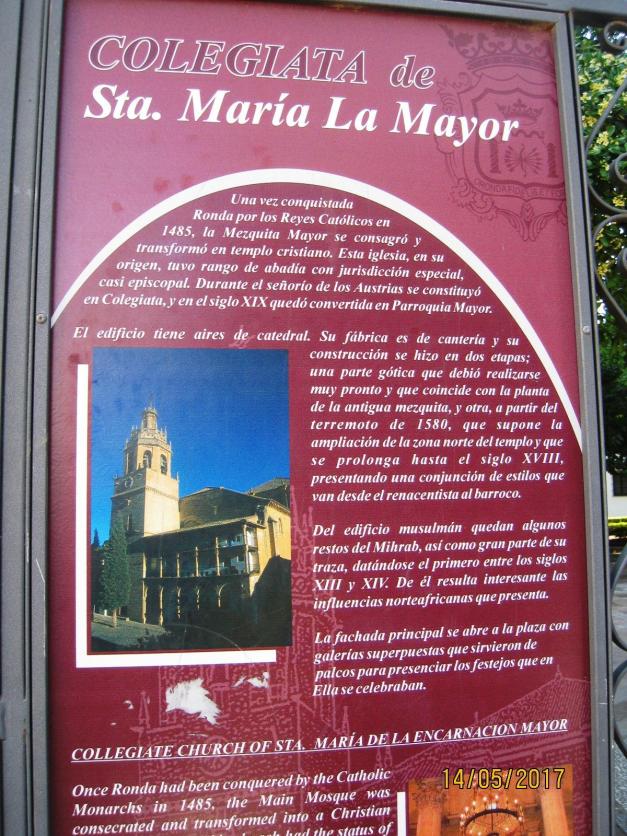 COLEGIATA de
Sta. María La Mayor
Una vez conquistada
Ronda por los Reyes Católicos en
1485, la Mezquita Mayor se consagró y
transformó en templo cristiano. Esta iglesia, en su
origen, tuvo rango de abadía con jurisdicción especial,
casi episcopal. Durante el señorío de los Austrias se constituyó
en Colegiata, y en el siglo XIX quedó convertida en Parroquia Mayor.
El edificio tiene aires de catedral. Su fábrica es de cantería y su
construcción se hizo en dos etapas;
una parte gótica que debió realizarse
muy pronto y que coincide con la planta
de la antigua mezquita, y otra, a partir del
terremoto de 1580, que supone la
ampliación de la zona norte del templo y que
se prolonga hasta el siglo XVIII,
presentando una conjunción de estilos que
van desde el renacentista al barroco.
Del edificio musulmán quedan algunos
restos del Mihrab, así como gran parte de su
traza, datándose el primero entre los siglos
XIII y XIV. De él resulta interesante las
influencias norteafricanas que presenta.
La fachada principal se abre a la plaza con
galerías superpuestas que sirvieron de
palcos para presenciar los festejos que en
Ella se celebraban.
COLLEGIATE CHURCH OF STA. MARÍA DE LA ENCARNACION MAYOR
Once Ronda had been conquered by the Catholic
Monarchs in 1485, the Main Mosque was
consecrated and transformed into a Christian
had the status of
14/05/2017